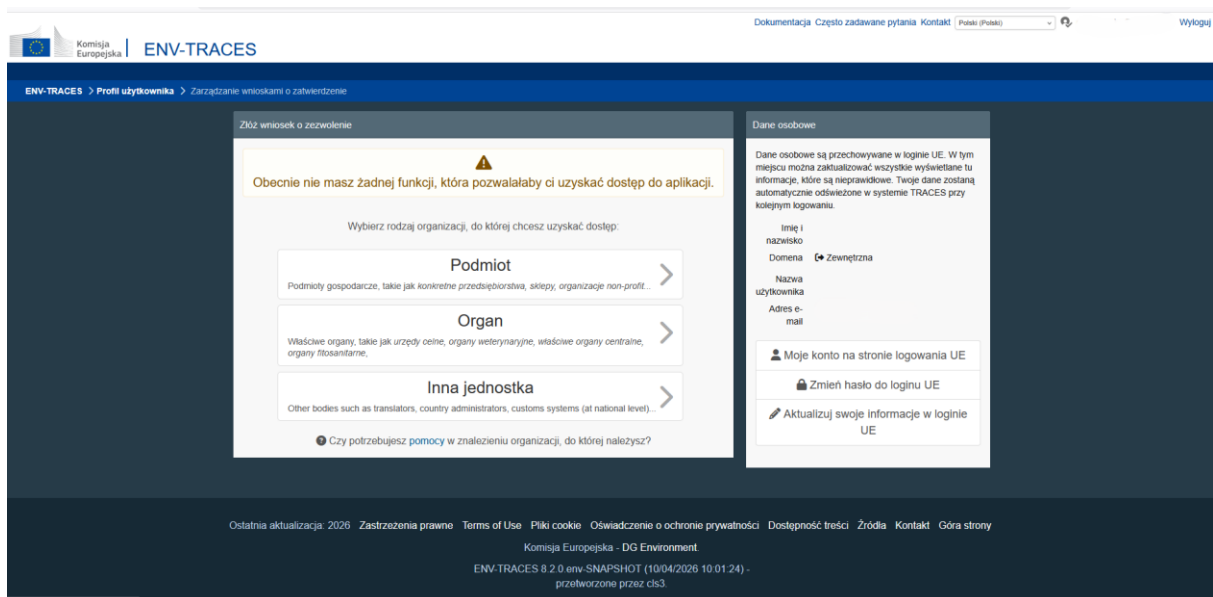 Dokumentacja Często zadawane pytania Kontakt Polski (Polski) Wyloguj
Komisja
Europejska
ENV-TRACES
ENV-TRACES > Profil użytkownika > Zarządzanie wnioskami o zatwierdzenie
Złóż wniosek o zezwolenie
Obecnie nie masz żadnej funkcji, która pozwalałaby ci uzyskać dostęp do aplikacji.
Wybierz rodzaj organizacji, do której chcesz uzyskać dostęp:
Podmiot
Podmioty gospodarcze, takie jak konkretne przedsiębiorstwa, sklepy, organizacje non-profit...
Organ
Właściwe organy, takie jak urzędy celne, organy weterynaryjne, właściwe organy centralne,
organy fitosanitarne,
Inna jednostka
Other bodies such as translators, country administrators, customs systems (at national level)...
Czy potrzebujesz pomocy w znalezieniu organizacji, do której należysz?
Dane osobowe
Dane osobowe są przechowywane w loginie UE. W tym
miejscu można zaktualizować wszystkie wyświetlane tu
informacje, które są nieprawidłowe. Twoje dane zostaną
automatycznie odświeżone w systemie TRACES przy
kolejnym logowaniu.
Imię i
nazwisko
Domena Zewnętrzna
Nazwa
użytkownika
Adres e-
mail
Moje konto na stronie logowania UE
Zmień hasło do loginu UE
Aktualizuj swoje informacje w loginie
UE
Ostatnia aktualizacja: 2026 Zastrzeżenia prawne Terms of Use Pliki cookie Oświadczenie o ochronie prywatności Dostępność treści Źródła Kontakt Góra strony
Komisja Europejska - DG Environment.
ENV-TRACES 8.2.0.env-SNAPSHOT (10/04/2026 10:01:24) -
przetworzone przez cls3.